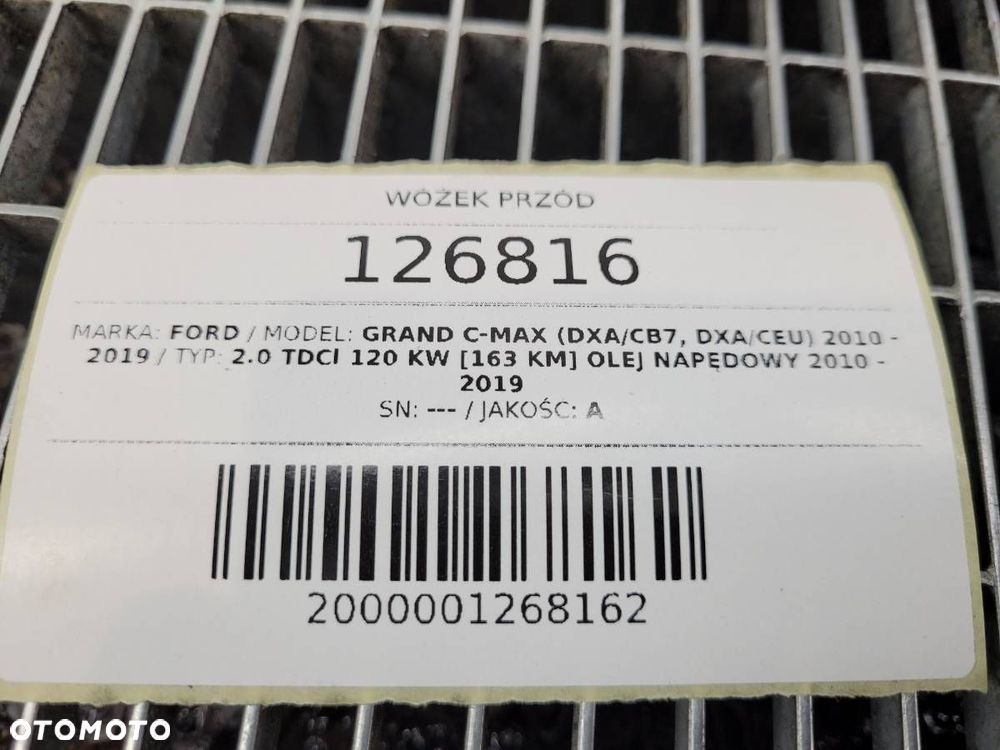 WÓZEK PRZÓD
126816
MARKA: FORD / MODEL: GRAND C-MAX (DXA/CB7, DXA/CEU) 2010 -
2019 / TYP: 2.0 TDCI 120 KW [163 KM] OLEJ NAPĘDOWY 2010 -
2019
SN: --- / JAKOŚĆ: A
2000001268162
OTOMOTO